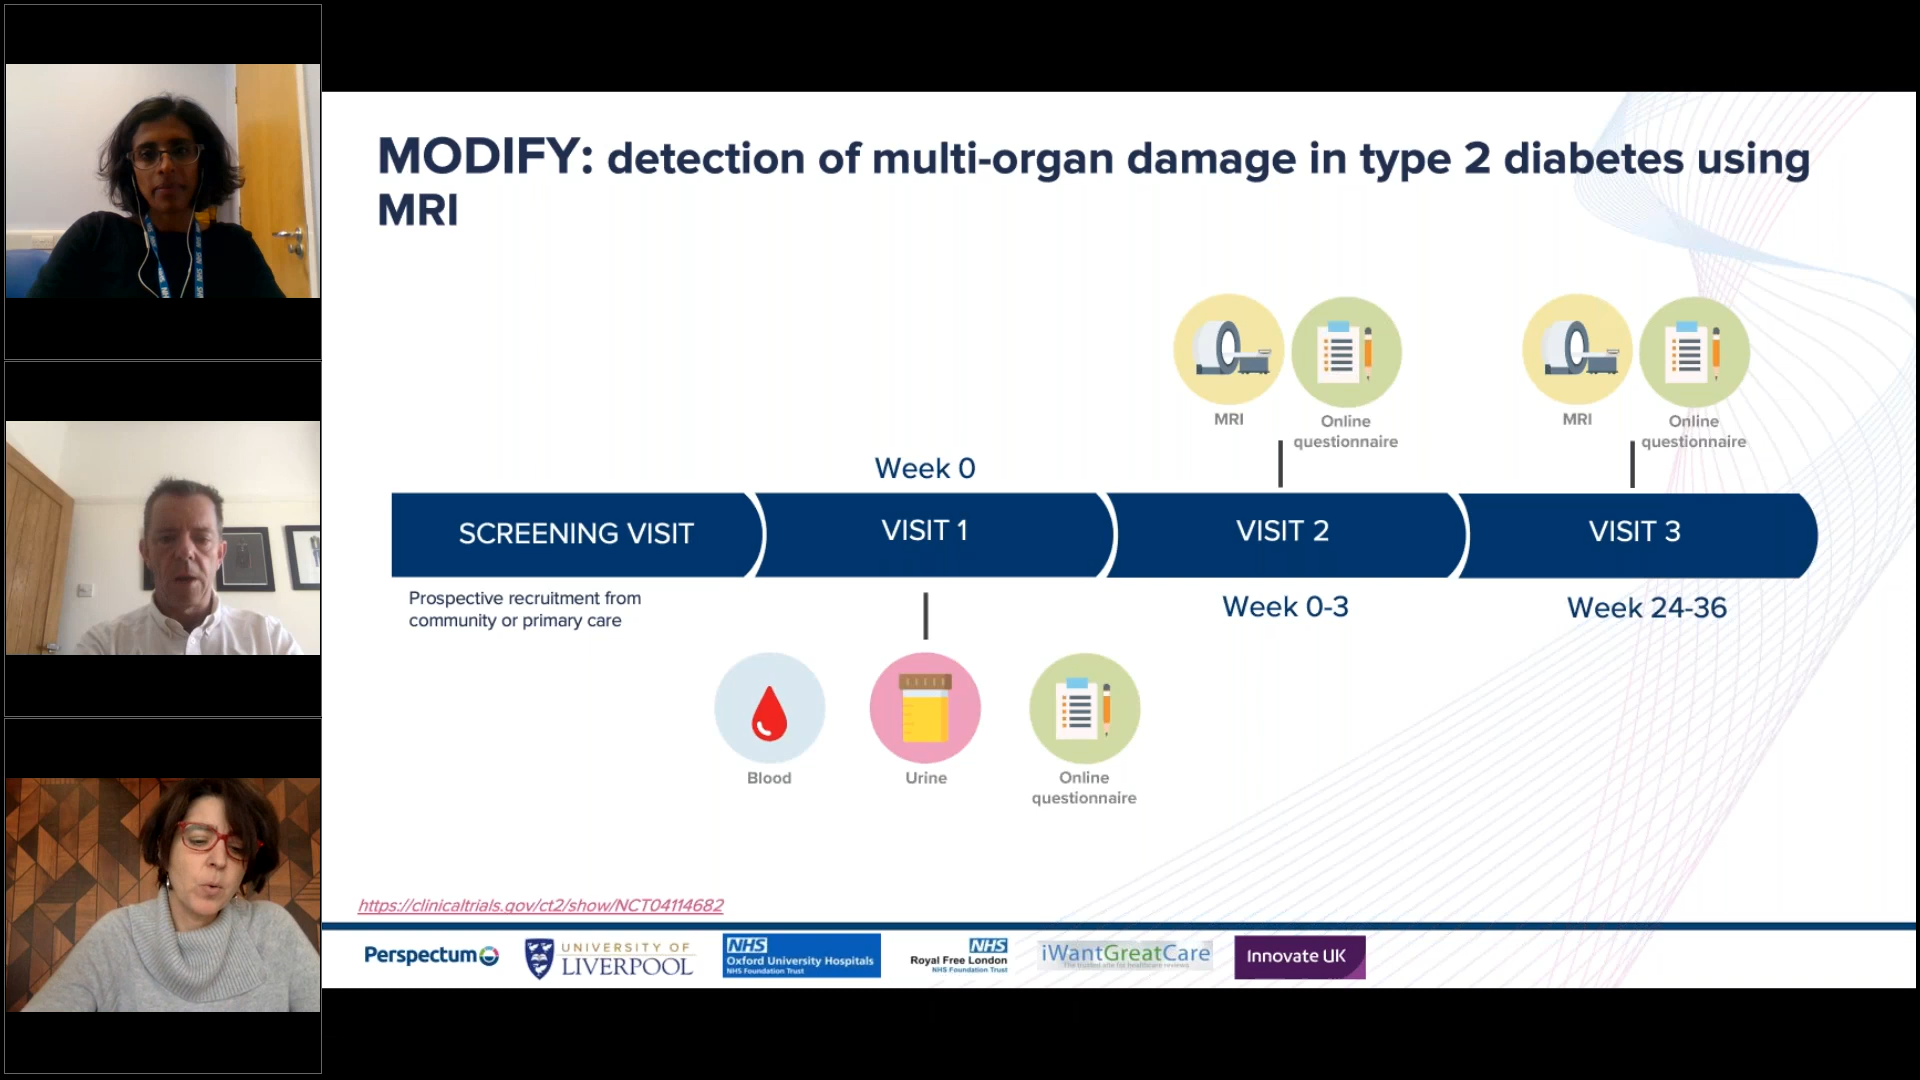 MODIFY: detection of multi-organ damage in type 2 diabetes using
MRI
MRI
Online
questionnaire
MRI
Online
questionnaire
Week 0
SCREENING VISIT
VISIT 1
VISIT 2
VISIT 3
Prospective recruitment from
community or primary care
Week 0-3
Week 24-36
Blood
Urine
Online
questionnaire
https://clinicaltrials.gov/ct2/show/NCT04114682
Perspectum
UNIVERSITY OF
LIVERPOOL
NHS
Oxford University Hospitals
NHS Foundation Trust
NHS
Royal Free London
NHS Foundation Trust
iWantGreatCare
The trusted site for healthcare reviews
Innovate UK
NHS
NHS
NHS